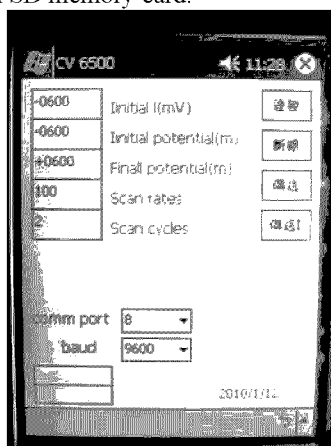 SD memory card.
CV 6500 11:28
-0600 Initial I(mV)
-0600 Initial potential(m
+0600 Finall potential(m)
100 Scan rates
2 Scan cycles
comm port 8
baud 9600
2010/1/12